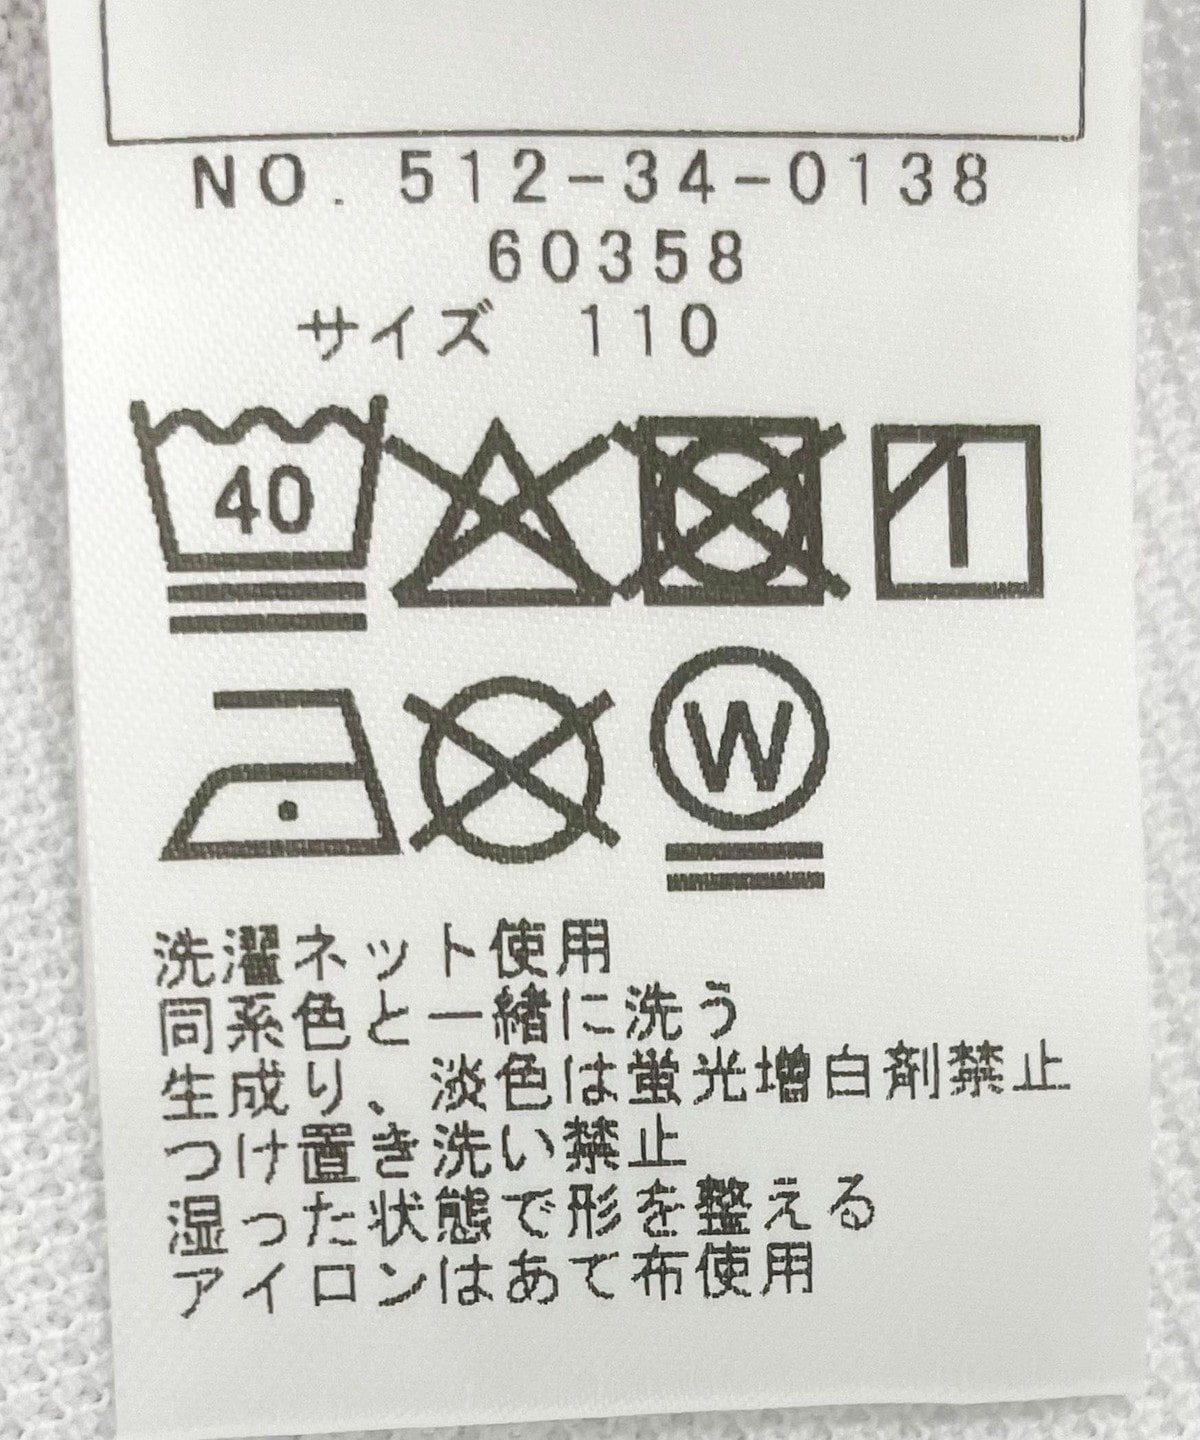 NO. 512-34-0138
60358
サイズ 110
40
W
洗濯ネット使用
同系色と一緒に洗う
生成り、淡色は蛍光増白剤禁止
つけ置き洗い禁止
湿った状態で形を整える
アイロンはあて布使用